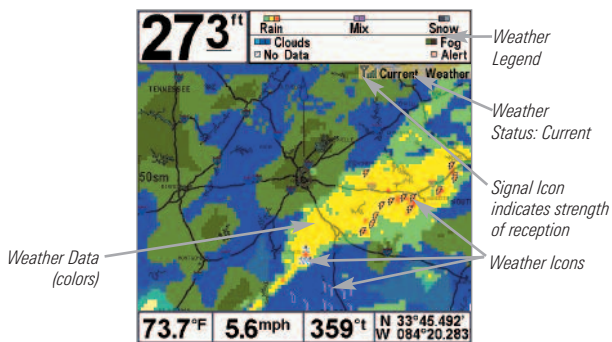 273 ft
Rain Mix Snow
Clouds Fog
No Data Alert
Current Weather
TENNESSEE
50sm
73.7°F 5.6mph 359°t N 33°45.492' W 084°20.283
Weather
Legend
Weather
Status: Current
Signal Icon
indicates strength
of reception
Weather Icons
Weather Data
(colors)